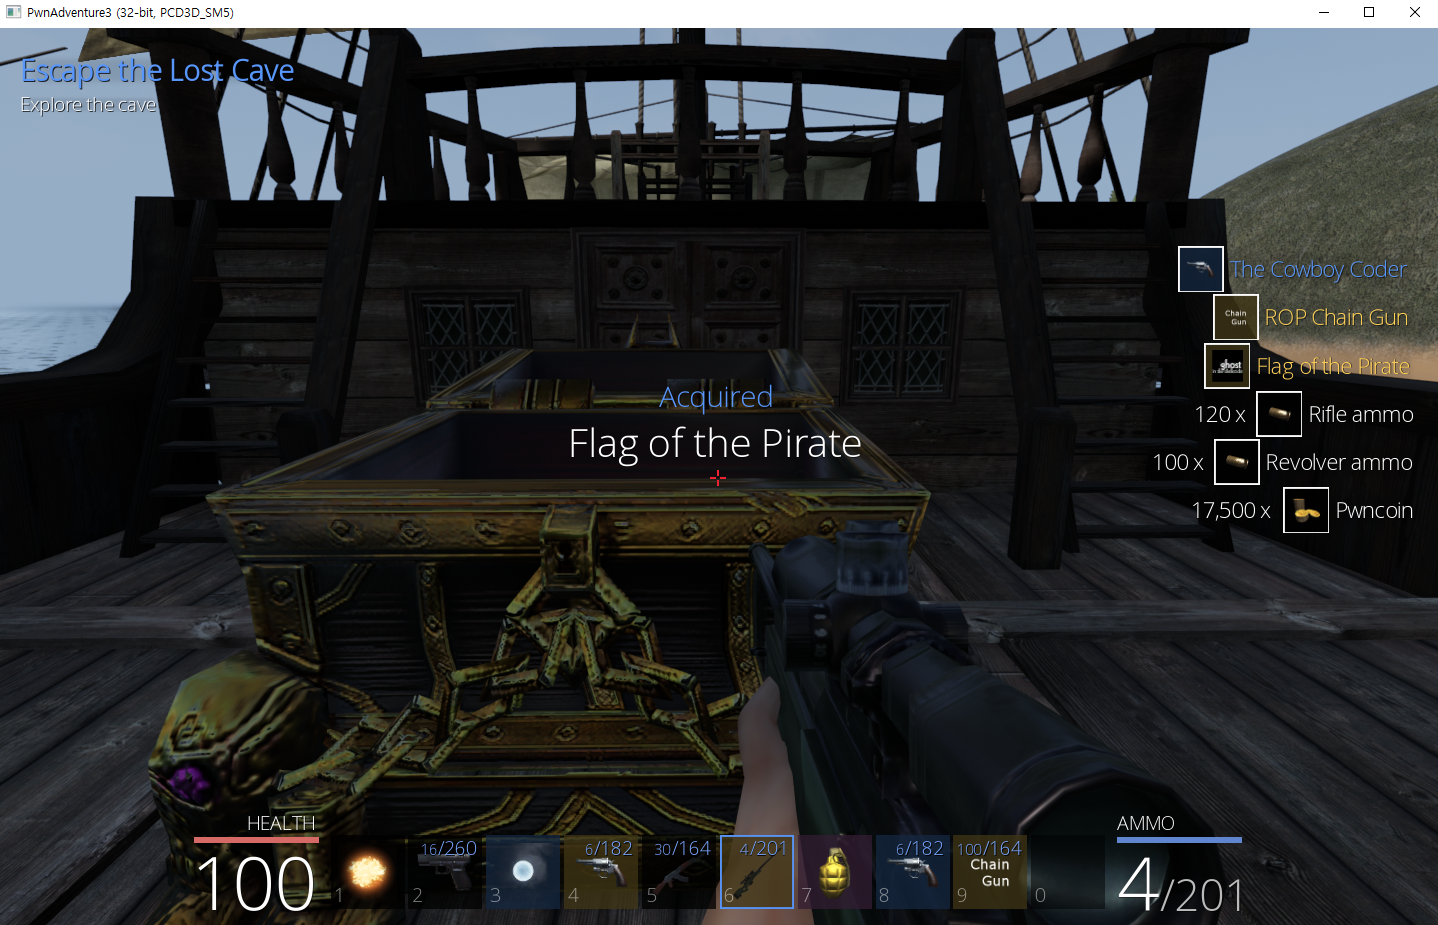 PwnAdventure3 (32-bit, PCD3D_SM5)
Escape the Lost Cave
Explore the cave
The Cowboy Coder
Chain
Gun
ROP Chain Gun
ghost
Flag of the Pirate
120 x
Rifle ammo
100 x
Revolver ammo
17,500 x
Pwncoin
Acquired
Flag of the Pirate
HEALTH
100
1
16/260
2
3
6/182
4
30/164
5
4/201
6
7
6/182
8
100/164
Chain
Gun
9
0
AMMO
4/201